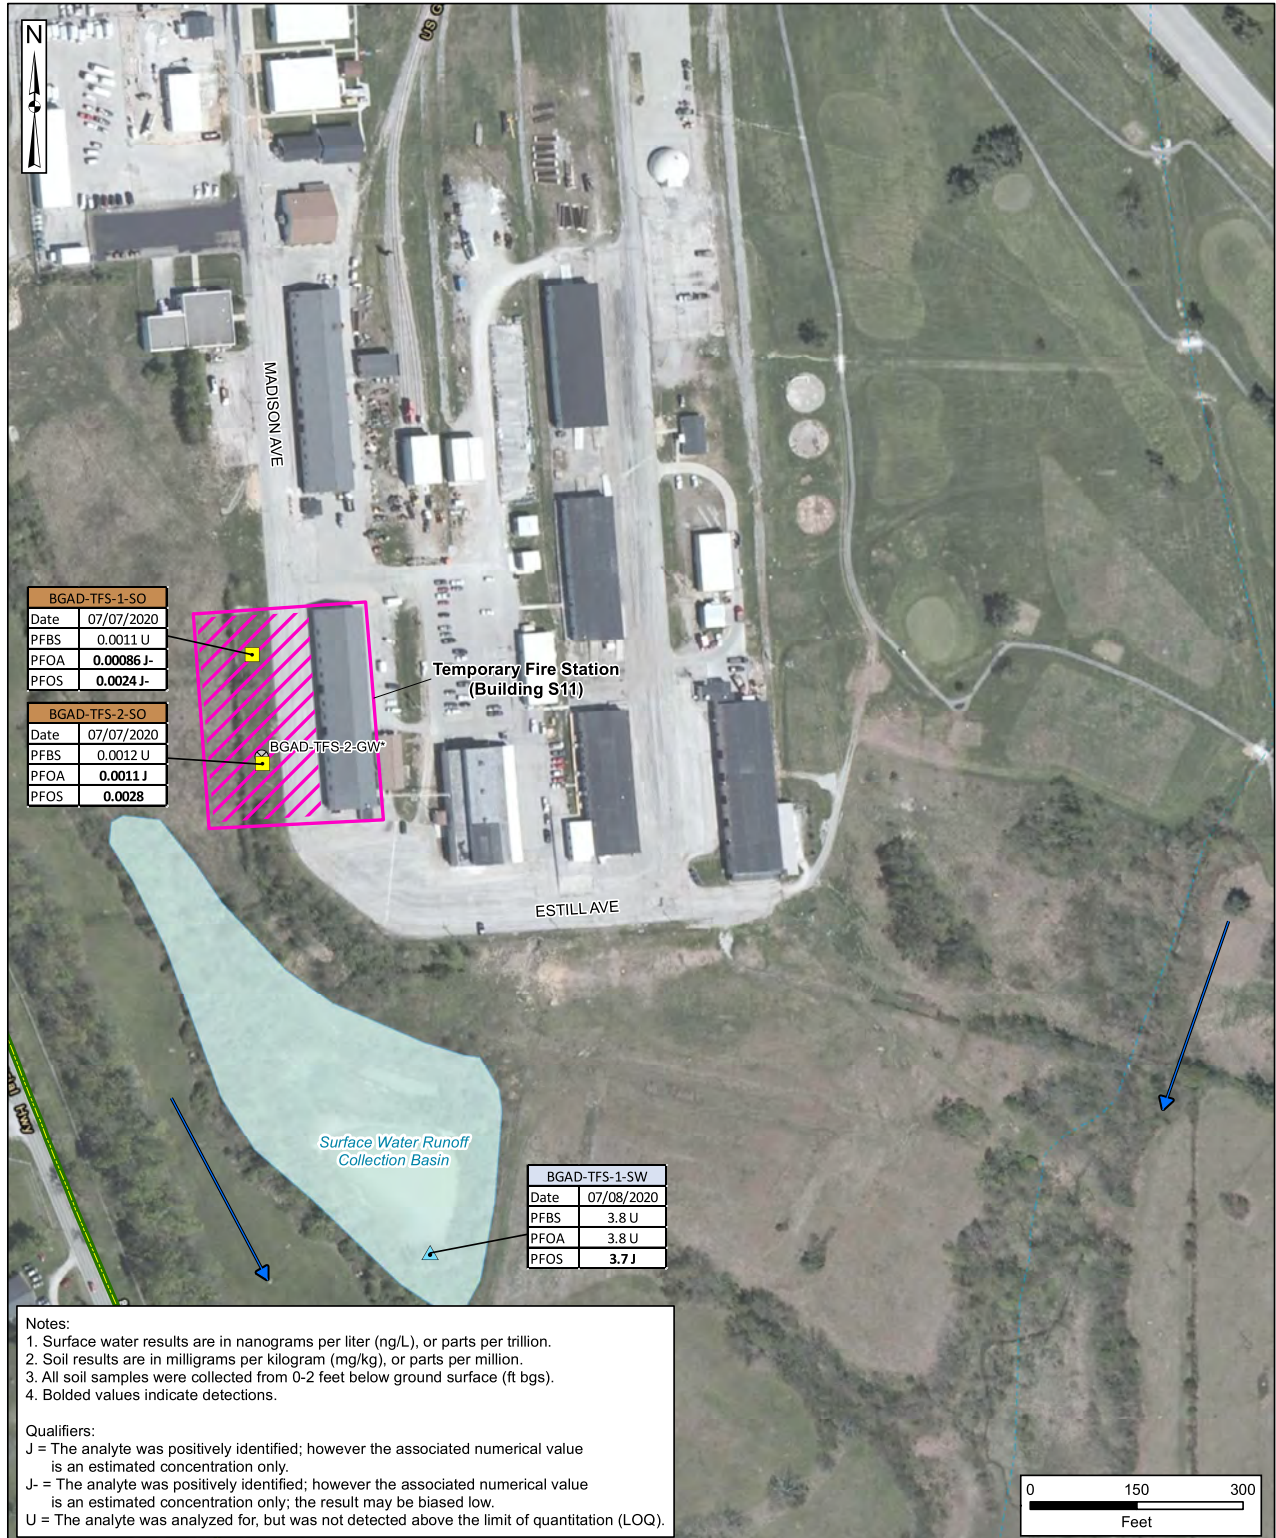 N
US G
MADISON AVE
BGAD-TFS-1-SO
Date 07/07/2020
PFBS 0.0011 U
PFOA 0.00086 J-
PFOS 0.0024 J-
Temporary Fire Station
(Building S11)
BGAD-TFS-2-SO
Date 07/07/2020
PFBS 0.0012 U
PFOA 0.0011 J
PFOS 0.0028
BGAD-TFS-2-GW*
ESTILL AVE
Hwy
Surface Water Runoff
Collection Basin
BGAD-TFS-1-SW
Date 07/08/2020
PFBS 3.8 U
PFOA 3.8 U
PFOS 3.7 J
Notes:
1. Surface water results are in nanograms per liter (ng/L), or parts per trillion.
2. Soil results are in milligrams per kilogram (mg/kg), or parts per million.
3. All soil samples were collected from 0-2 feet below ground surface (ft bgs).
4. Bolded values indicate detections.
Qualifiers:
J = The analyte was positively identified; however the associated numerical value
is an estimated concentration only.
J- = The analyte was positively identified; however the associated numerical value
is an estimated concentration only; the result may be biased low.
U = The analyte was analyzed for, but was not detected above the limit of quantitation (LOQ).
0 150 300
Feet